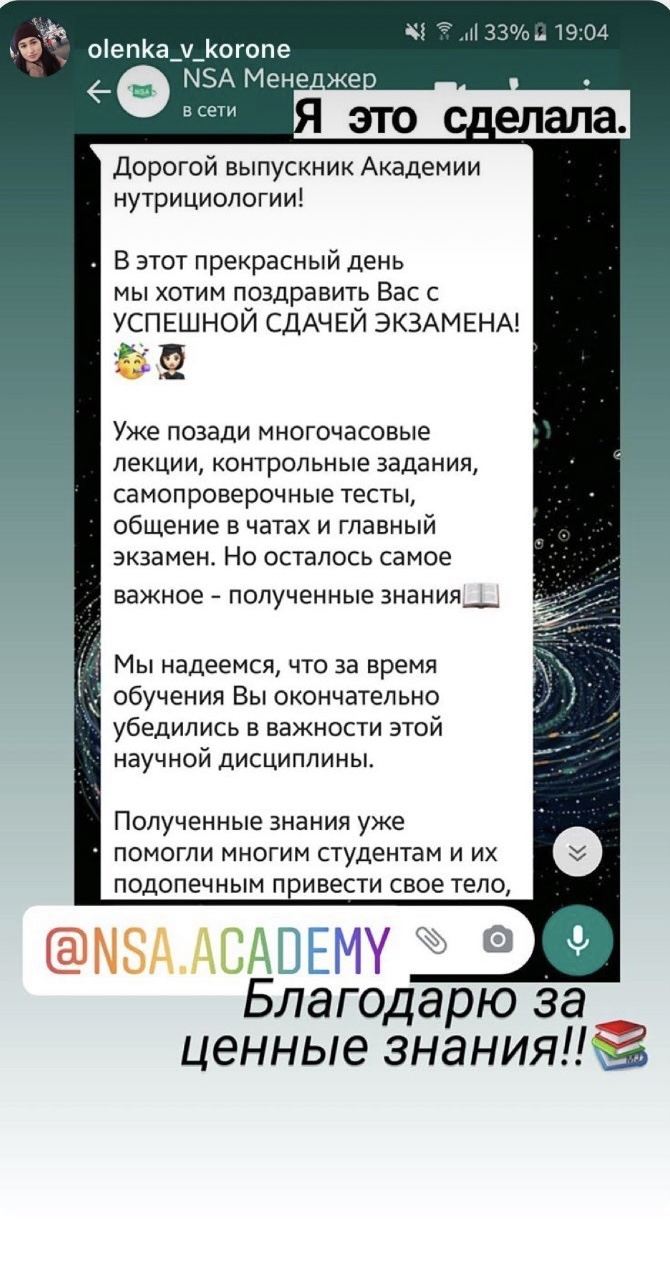 olenka_v_korone
33% 19:04
NSA Менеджер
в сети
Я это сделала.
Дорогой выпускник Академии
нутрициологии!
В этот прекрасный день
мы хотим поздравить Вас с
УСПЕШНОЙ СДАЧЕЙ ЭКЗАМЕНА!
🥳👩🏻‍🎓
Уже позади многочасовые
лекции, контрольные задания,
самопроверочные тесты,
общение в чатах и главный
экзамен. Но осталось самое
важное - полученные знания📖
Мы надеемся, что за время
обучения Вы окончательно
убедились в важности этой
научной дисциплины.
Полученные знания уже
помогли многим студентам и их
подопечным привести свое тело,
@NSA.ACADEMY
Благодарю за
ценные знания!!📚